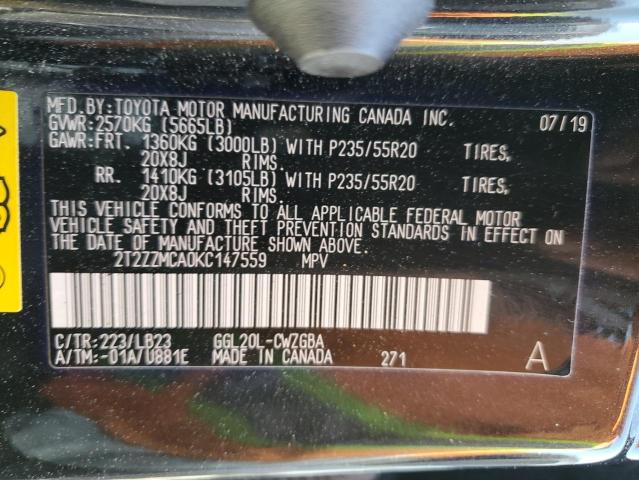 MFD.BY:TOYOTA MOTOR MANUFACTURING CANADA INC. 07/19
GVWR:2570KG (5665LB)
GAWR:FRT. 1360KG (3000LB) WITH P235/55R20 TIRES,
20X8J RIMS.
RR. 1410KG (3105LB) WITH P235/55R20 TIRES,
20X8J RIMS.
THIS VEHICLE CONFORMS TO ALL APPLICABLE FEDERAL MOTOR
VEHICLE SAFETY AND THEFT PREVENTION STANDARDS IN EFFECT ON
THE DATE OF MANUFACTURE SHOWN ABOVE.
2T2ZZMCA0KC147559 MPV
C/TR:223/LB23 GGL20L-CWZGBA
A/TM:-01A/U881E MADE IN CANADA 271 A